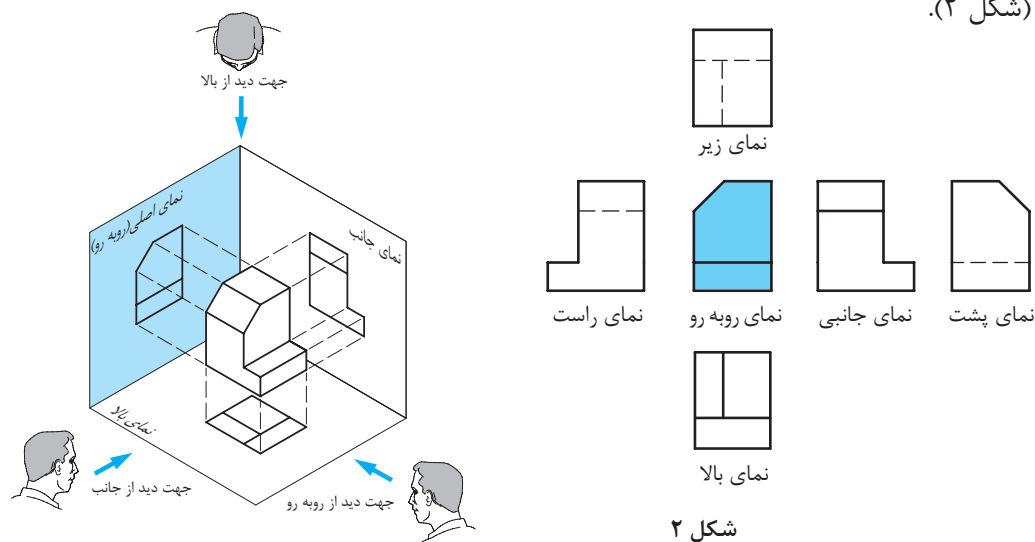 (شکل ۲).
جهت دید از بالا
نمای زیر
نمای اصلی(روبه رو)
نمای جانب
نمای راست
نمای روبه رو
نمای جانبی
نمای پشت
نمای بالا
نمای بالا
جهت دید از جانب
جهت دید از روبه رو
شکل ۲